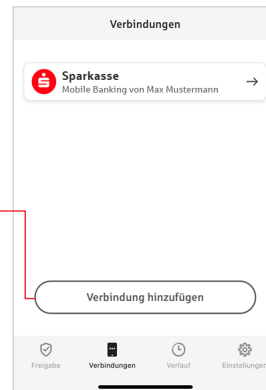 Verbindungen
Sparkasse
Mobile Banking von Max Mustermann
Verbindung hinzufügen
Freigabe
Verbindungen
Verlauf
Einstellungen